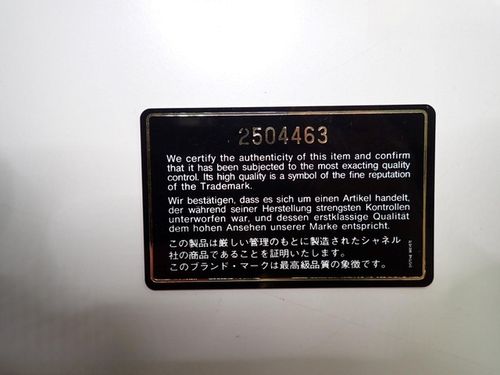 2504463
We certify the authenticity of this item and confirm
that it has been subjected to the most exacting quality
control. Its high quality is a symbol of the fine reputation
of the Trademark.
Wir bestätigen, dass es sich um einen Artikel handelt,
der während seiner Herstellung strengsten Kontrollen
unterworfen war, und dessen erstklassige Qualität
dem hohen Ansehen unserer Marke entspricht.
この製品は厳しい管理のもとに製造されたシャネル
社の商品であることを証明いたします。
このブランド・マークは最高級品質の象徴です。